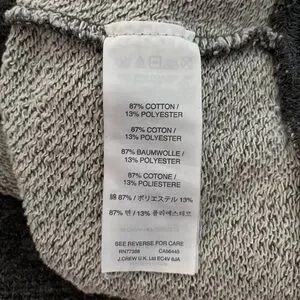 87% COTTON /
13% POLYESTER
87% COTON /
13% POLYESTER
87% BAUMWOLLE /
13% POLYESTER
87% COTONE /
13% POLIESTERE
綿 87% / ポリエステル 13%
87% 면 / 13% 폴리에스테르
SEE REVERSE FOR CARE
RN77388 CA56445
J.CREW U.K. Ltd EC4V 6JA